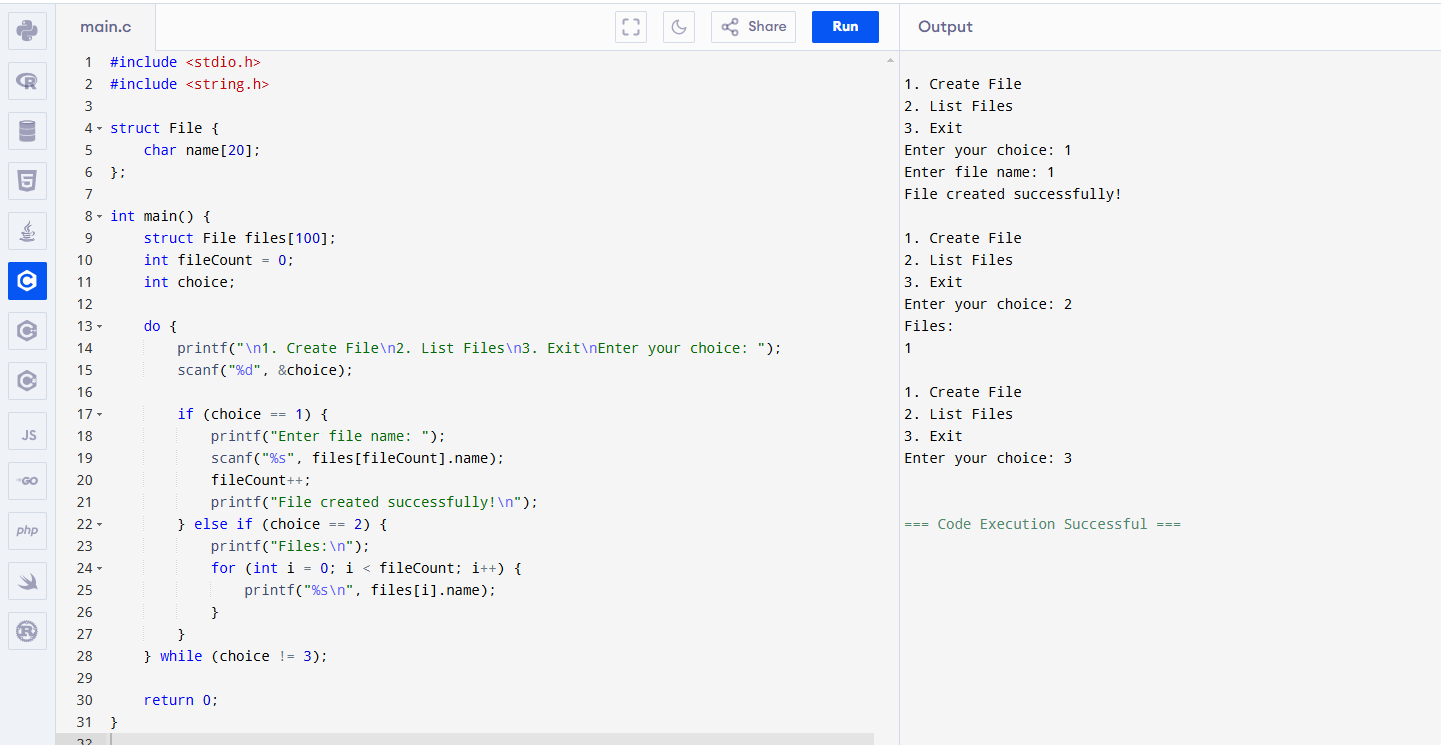 main.c
Share
Run
Output
1 #include <stdio.h>
2 #include <string.h>
3
4 struct File {
5     char name[20];
6 };
7
8 int main() {
9     struct File files[100];
10     int fileCount = 0;
11     int choice;
12
13     do {
14         printf("\n1. Create File\n2. List Files\n3. Exit\nEnter your choice: ");
15         scanf("%d", &choice);
16
17         if (choice == 1) {
18             printf("Enter file name: ");
19             scanf("%s", files[fileCount].name);
20             fileCount++;
21             printf("File created successfully!\n");
22         } else if (choice == 2) {
23             printf("Files:\n");
24             for (int i = 0; i < fileCount; i++) {
25                 printf("%s\n", files[i].name);
26             }
27         }
28     } while (choice != 3);
29
30     return 0;
31 }
32
1. Create File
2. List Files
3. Exit
Enter your choice: 1
Enter file name: 1
File created successfully!
1. Create File
2. List Files
3. Exit
Enter your choice: 2
Files:
1
1. Create File
2. List Files
3. Exit
Enter your choice: 3
=== Code Execution Successful ===
R
5
C
C
C
JS
GO
php
R